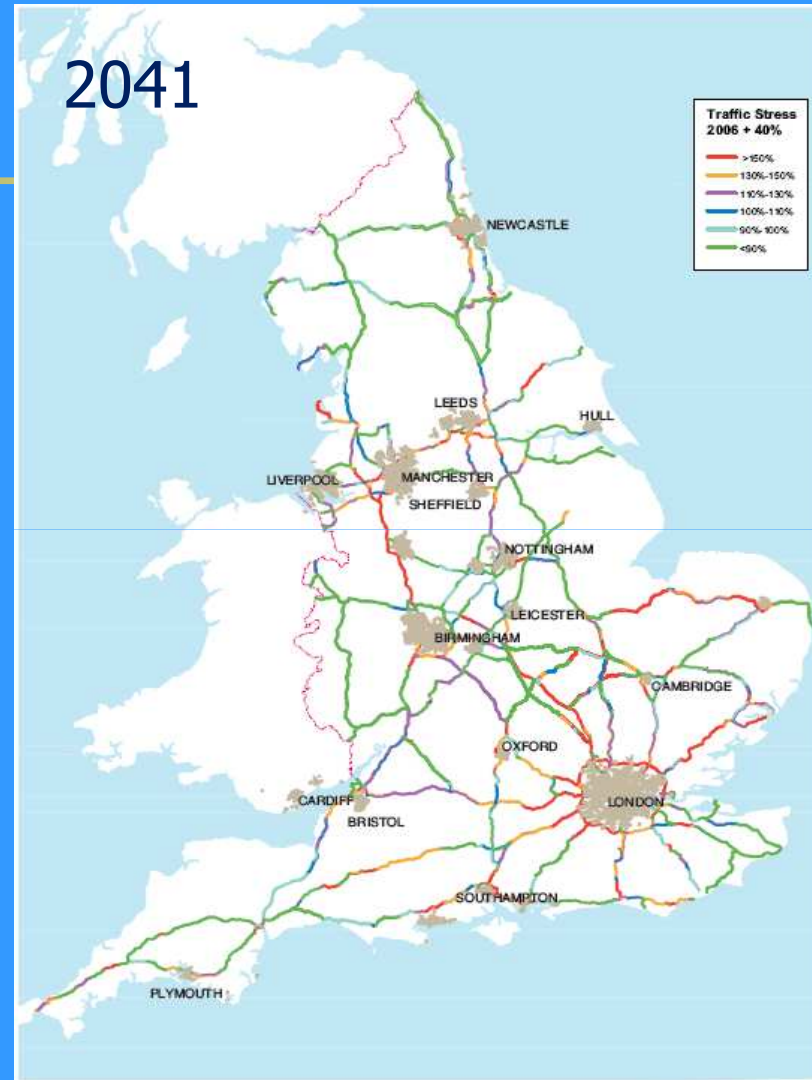 2041
Traffic Stress
2006 + 40%
>150%
130%-150%
110%-130%
100%-110%
90%-100%
<90%
NEWCASTLE
LEEDS
HULL
LIVERPOOL
MANCHESTER
SHEFFIELD
NOTTINGHAM
LEICESTER
BIRMINGHAM
CAMBRIDGE
OXFORD
CARDIFF
LONDON
BRISTOL
SOUTHAMPTON
PLYMOUTH